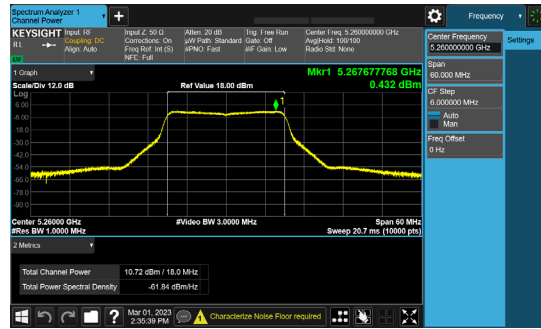 Spectrum Analyzer 1
Channel Power
Frequency
KEYSIGHT
Input: RF
Coupling: DC
Align: Auto
Input Z: 50 Ω
Corrections: On
Freq Ref: Int (S)
NFE: Full
Atten: 20 dB
µW Path: Standard
#PNO: Fast
Trig: Free Run
Gate: Off
#IF Gain: Low
Center Freq: 5.260000000 GHz
Avg|Hold: 100/100
Radio Std: None
Center Frequency
5.260000000 GHz
Settings
Span
60.000 MHz
CF Step
6.000000 MHz
Auto
Man
Freq Offset
0 Hz
1 Graph
Mkr1 5.267677768 GHz
Scale/Div 12.0 dB
Ref Value 18.00 dBm
0.432 dBm
Log
6.00
-6.00
-18.0
-30.0
-42.0
-54.0
-66.0
-78.0
-90.0
1
Center 5.26000 GHz
#Video BW 3.0000 MHz
Span 60 MHz
#Res BW 1.0000 MHz
Sweep 20.7 ms (10000 pts)
2 Metrics
Total Channel Power
10.72 dBm / 18.0 MHz
Total Power Spectral Density
-61.84 dBm/Hz
?
Mar 01, 2023
2:35:39 PM
Characterize Noise Floor required